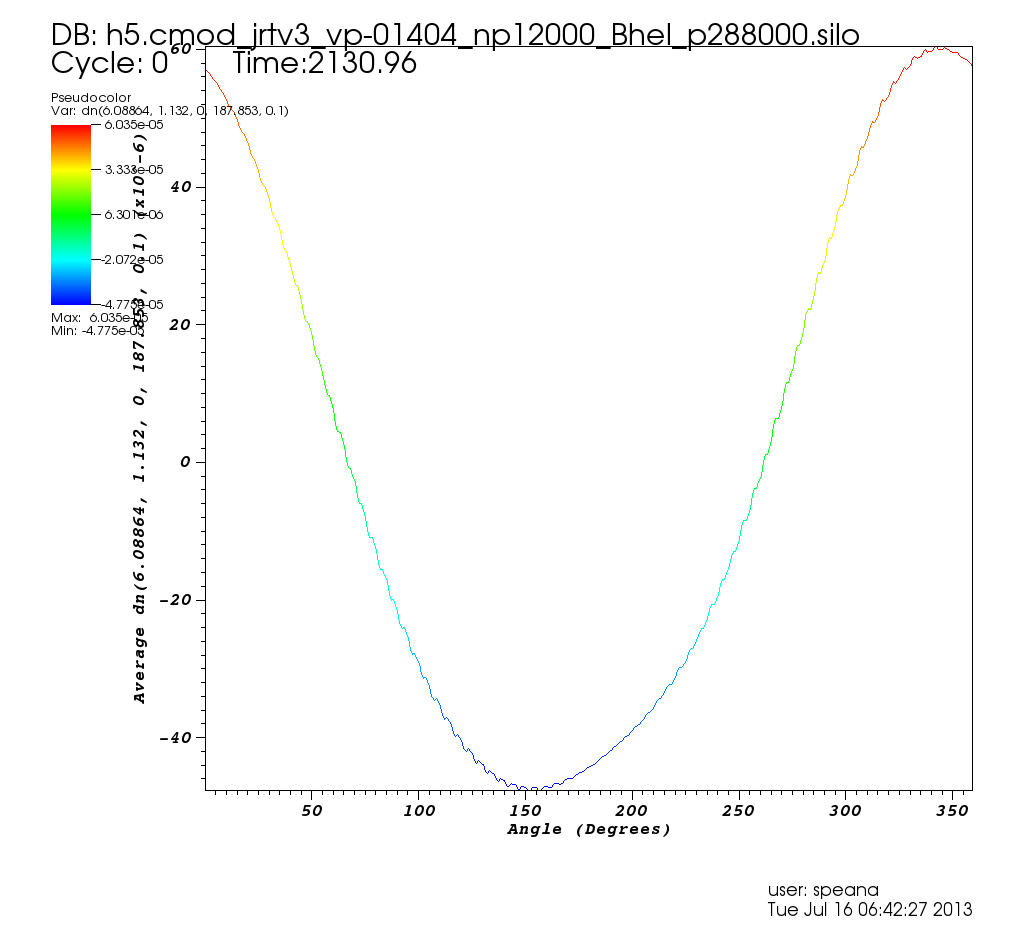 DB: h5.cmod_jrtv3_vp-01404_np12000_Bhel_p288000.silo
Cycle: 0 Time:2130.96
Pseudocolor
Var: dn(6.08864, 1.132, 0, 187.853, 0.1)
6.035e-05
3.333e-05
6.301e-06
-2.072e-05
-4.775e-05
Max: 6.035e-05
Min: -4.775e-05
Average dn(6.08864, 1.132, 0, 187.853, 0.1) (x10^-6)
60
40
20
0
-20
-40
50 100 150 200 250 300 350
Angle (Degrees)
user: speana
Tue Jul 16 06:42:27 2013